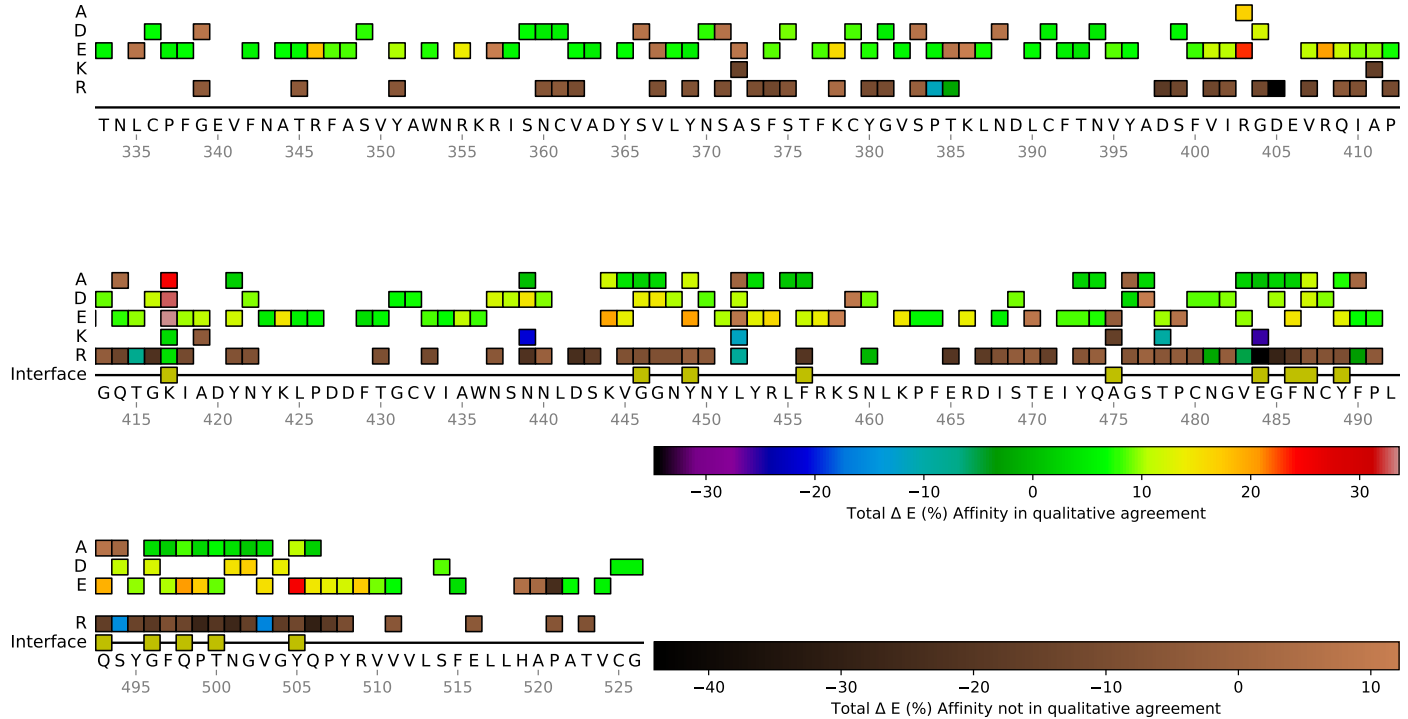 A
D
E
K
R
T N L C P F G E V F N A T R F A S V Y A W N R K R I S N C V A D Y S V L Y N S A S F S T F K C Y G V S P T K L N D L C F T N V Y A D S F V I R G D E V R Q I A P
335 340 345 350 355 360 365 370 375 380 385 390 395 400 405 410
A
D
E
K
R
Interface
G Q T G K I A D Y N Y K L P D D F T G C V I A W N S N N L D S K V G G N Y N Y L Y R L F R K S N L K P F E R D I S T E I Y Q A G S T P C N G V E G F N C Y F P L
415 420 425 430 435 440 445 450 455 460 465 470 475 480 485 490
−30 −20 −10 0 10 20 30
Total Δ E (%) Affinity in qualitative agreement
A
D
E
R
Interface
Q S Y G F Q P T N G V G Y Q P Y R V V V L S F E L L H A P A T V C G
495 500 505 510 515 520 525
−40 −30 −20 −10 0 10
Total Δ E (%) Affinity not in qualitative agreement